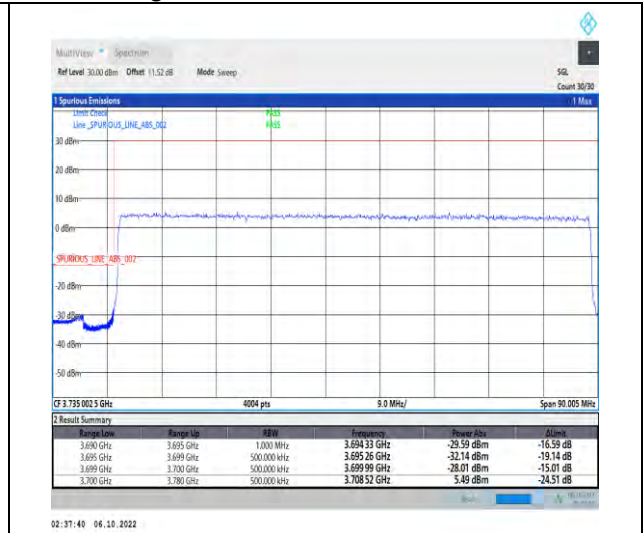 MultiView Spectrum
Ref Level 30.00 dBm Offset 11.52 dB Mode Sweep SGL
Count 30/30
1 Spurious Emissions 1 Max
Limit Check PASS
Line _SPURIOUS_LINE_ABS_002 PASS
30 dBm
20 dBm
10 dBm
0 dBm
SPURIOUS_LINE_ABS_002
-20 dBm
-30 dBm
-40 dBm
-50 dBm
CF 3.735 002 5 GHz 4004 pts 9.0 MHz/ Span 90.005 MHz
2 Result Summary
Range Low Range Up RBW Frequency Power Abs ΔLimit
3.690 GHz 3.695 GHz 1.000 MHz 3.694 33 GHz -29.59 dBm -16.59 dB
3.695 GHz 3.699 GHz 500.000 kHz 3.695 26 GHz -32.14 dBm -19.14 dB
3.699 GHz 3.700 GHz 500.000 kHz 3.699 99 GHz -28.01 dBm -15.01 dB
3.700 GHz 3.780 GHz 500.000 kHz 3.708 52 GHz 5.49 dBm -24.51 dB
02:37:40 06.10.2022